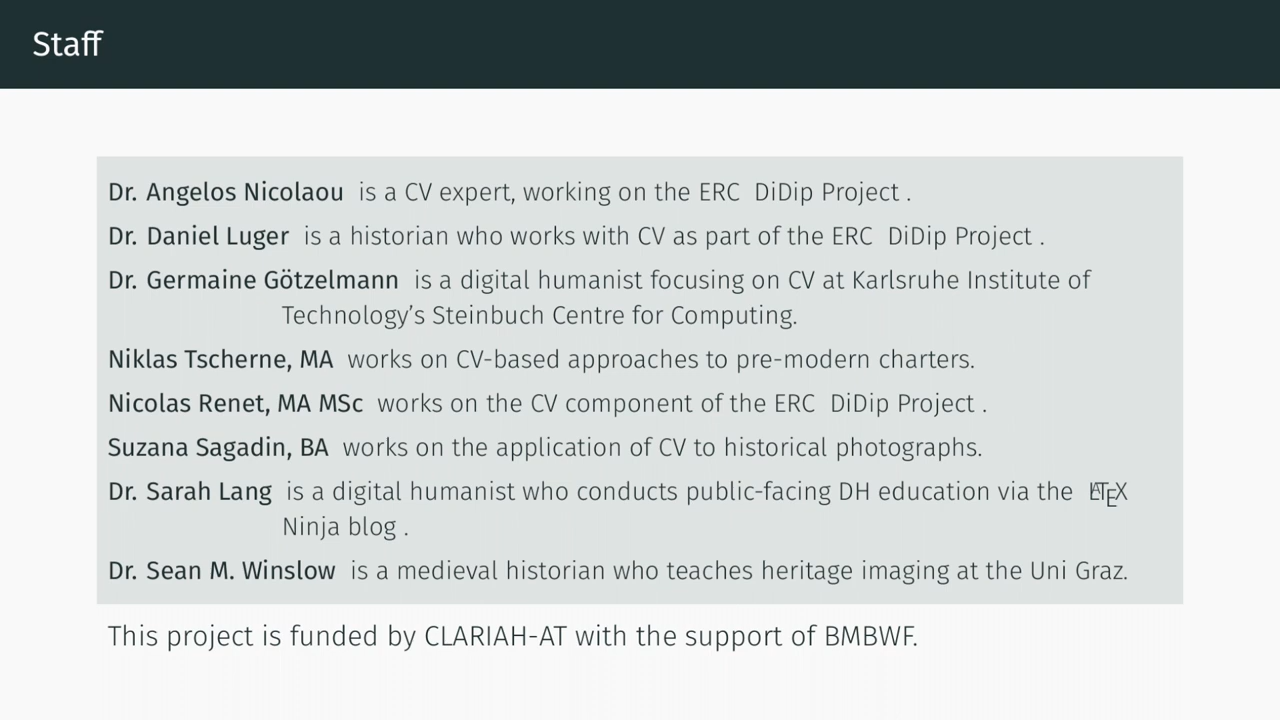 Staff
Dr. Angelos Nicolaou is a CV expert, working on the ERC DiDip Project .
Dr. Daniel Luger is a historian who works with CV as part of the ERC DiDip Project .
Dr. Germaine Götzelmann is a digital humanist focusing on CV at Karlsruhe Institute of
Technology’s Steinbuch Centre for Computing.
Niklas Tscherne, MA works on CV-based approaches to pre-modern charters.
Nicolas Renet, MA MSc works on the CV component of the ERC DiDip Project .
Suzana Sagadin, BA works on the application of CV to historical photographs.
Dr. Sarah Lang is a digital humanist who conducts public-facing DH education via the LATEX
Ninja blog .
Dr. Sean M. Winslow is a medieval historian who teaches heritage imaging at the Uni Graz.
This project is funded by CLARIAH-AT with the support of BMBWF.